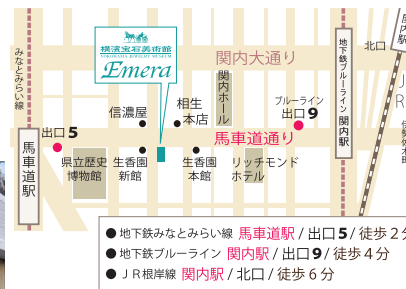 横濱宝石美術館
YOKOHAMA JEWELRY MUSEUM
Emera
みなとみらい線
馬車道駅
出口5
信濃屋
相生
本店
関内大通り
関内ホール
ブルーライン
出口9
馬車道通り
地下鉄ブルーライン 関内駅
北口
県立歴史
博物館
生香園
新館
生香園
本館
リッチモンド
ホテル
● 地下鉄みなとみらい線 馬車道駅 / 出口5 / 徒歩2分
● 地下鉄ブルーライン 関内駅 / 出口9 / 徒歩4分
● JR根岸線 関内駅 / 北口 / 徒歩6分